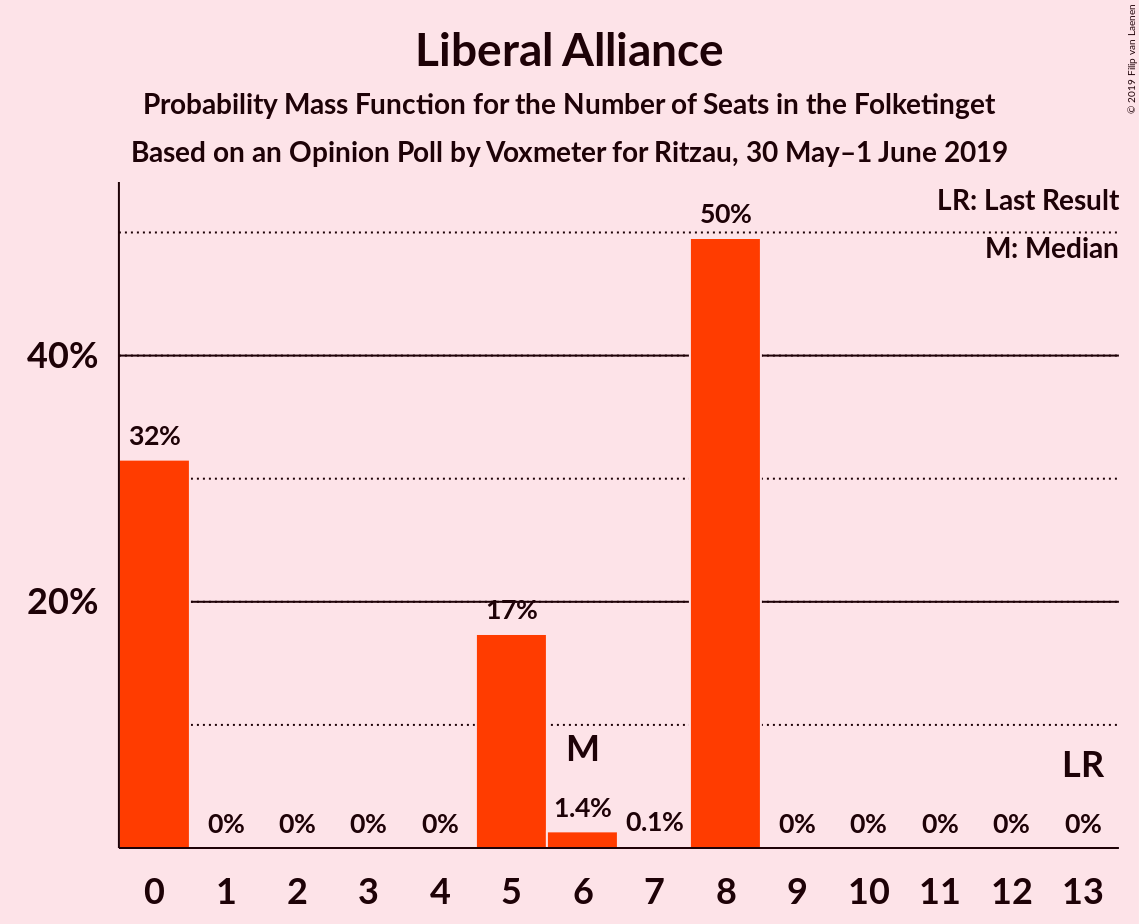 Liberal Alliance
Probability Mass Function for the Number of Seats in the Folketinget
Based on an Opinion Poll by Voxmeter for Ritzau, 30 May–1 June 2019
© 2019 Filip van Laenen
LR: Last Result
M: Median
50%
40%
32%
20%
17%
M
LR
1.4%
0.1%
0%
0%
0%
0%
0%
0%
0%
0%
0%
0 1 2 3 4 5 6 7 8 9 10 11 12 13